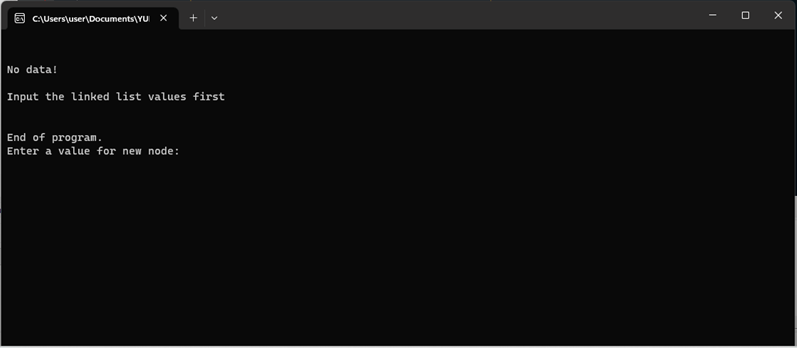 C:\Users\user\Documents\YU
No data!
Input the linked list values first
End of program.
Enter a value for new node: